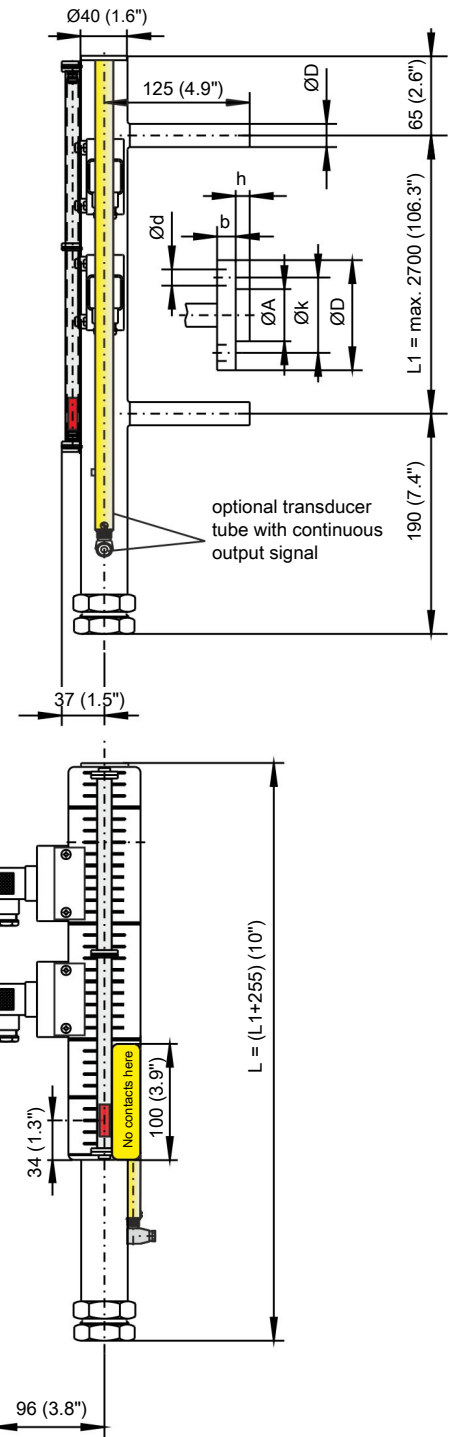 Ø40 (1.6")
125 (4.9")
ØD
65 (2.6")
h
b
Ød
ØA
Øk
ØD
L1 = max. 2700 (106.3")
optional transducer
tube with continuous
output signal
190 (7.4")
37 (1.5")
L = (L1+255) (10")
No contacts here
100 (3.9")
34 (1.3")
96 (3.8")